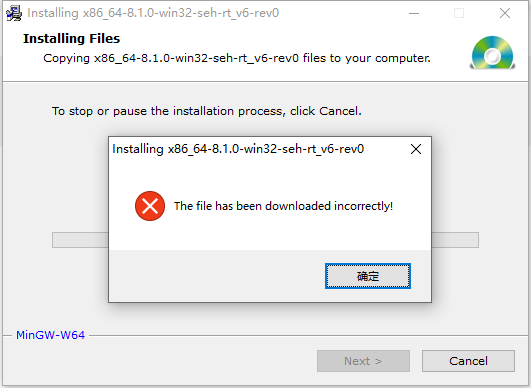 Installing x86_64-8.1.0-win32-seh-rt_v6-rev0
Installing Files
Copying x86_64-8.1.0-win32-seh-rt_v6-rev0 files to your computer.
To stop or pause the installation process, click Cancel.
Installing x86_64-8.1.0-win32-seh-rt_v6-rev0
The file has been downloaded incorrectly!
确定
MinGW-W64
Next >
Cancel